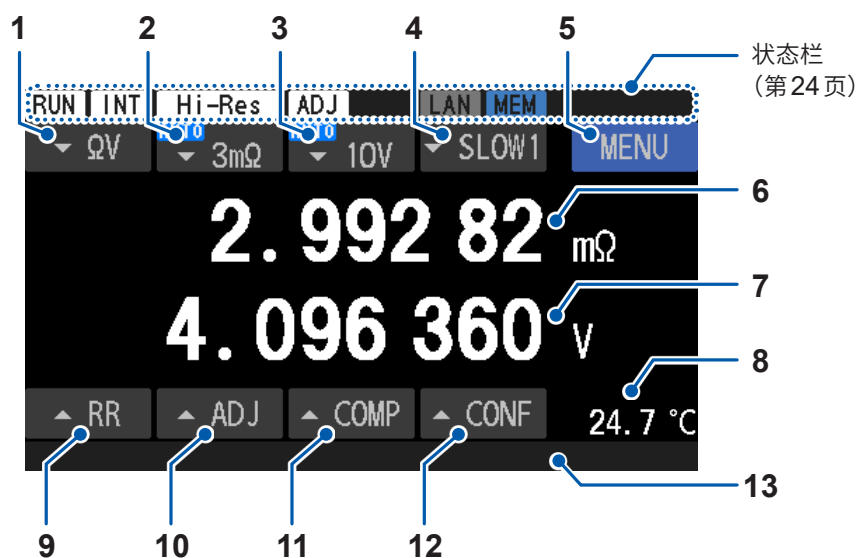 1 2 3 4 5
状态栏
（第24页）
RUN INT Hi-Res ADJ LAN MEM
AUTO AUTO
ΩV 3mΩ 10V SLOW1 MENU
6
2.992 82 mΩ
7
4.096 360 V
8
RR ADJ COMP CONF 24.7 °C
13
9 10 11 12